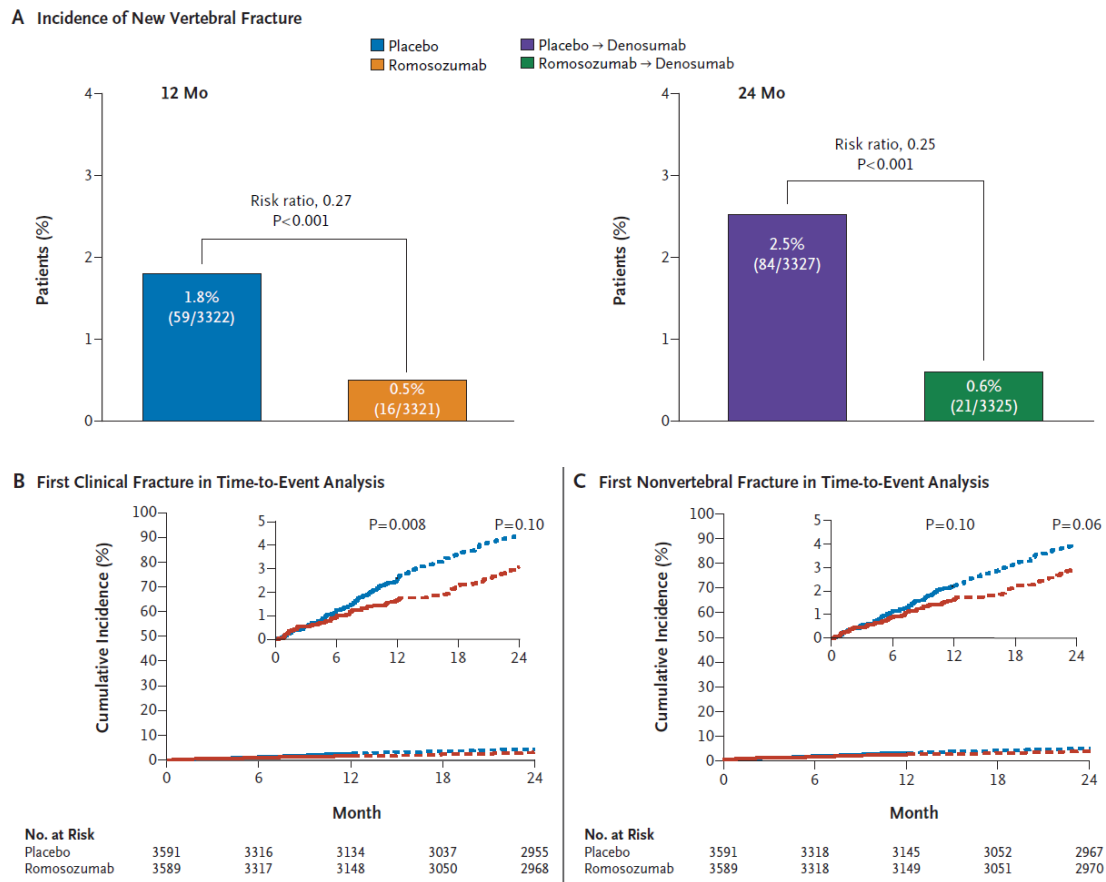 A Incidence of New Vertebral Fracture
Placebo
Romosozumab
Placebo → Denosumab
Romosozumab → Denosumab
12 Mo
Patients (%)
4
3
2
1
0
Risk ratio, 0.27
P<0.001
1.8%
(59/3322)
0.5%
(16/3321)
24 Mo
Patients (%)
4
3
2
1
0
Risk ratio, 0.25
P<0.001
2.5%
(84/3327)
0.6%
(21/3325)
B First Clinical Fracture in Time-to-Event Analysis
Cumulative Incidence (%)
100
90
80
70
60
50
40
30
20
10
0
5
4
3
2
1
0
P=0.008 P=0.10
0 6 12 18 24
0 6 12 18 24
C First Nonvertebral Fracture in Time-to-Event Analysis
Cumulative Incidence (%)
100
90
80
70
60
50
40
30
20
10
0
5
4
3
2
1
0
P=0.10 P=0.06
0 6 12 18 24
0 6 12 18 24
Month
Month
No. at Risk
Placebo 3591 3316 3134 3037 2955
Romosozumab 3589 3317 3148 3050 2968
No. at Risk
Placebo 3591 3318 3145 3052 2967
Romosozumab 3589 3318 3149 3051 2970